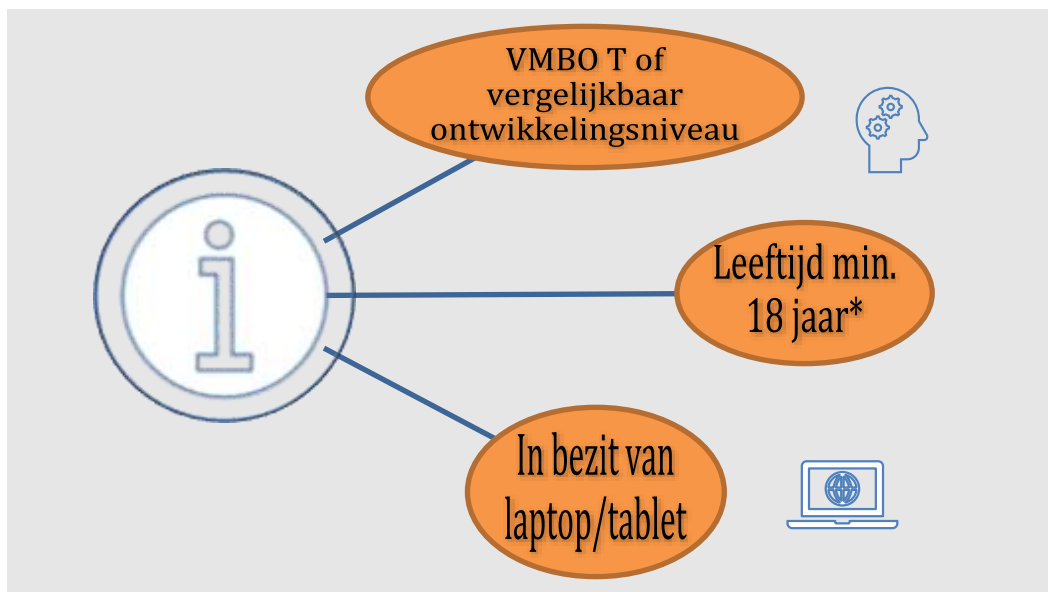 VMBO T of
vergelijkbaar
ontwikkelingsniveau
Leeftijd min.
18 jaar*
In bezit van
laptop/tablet